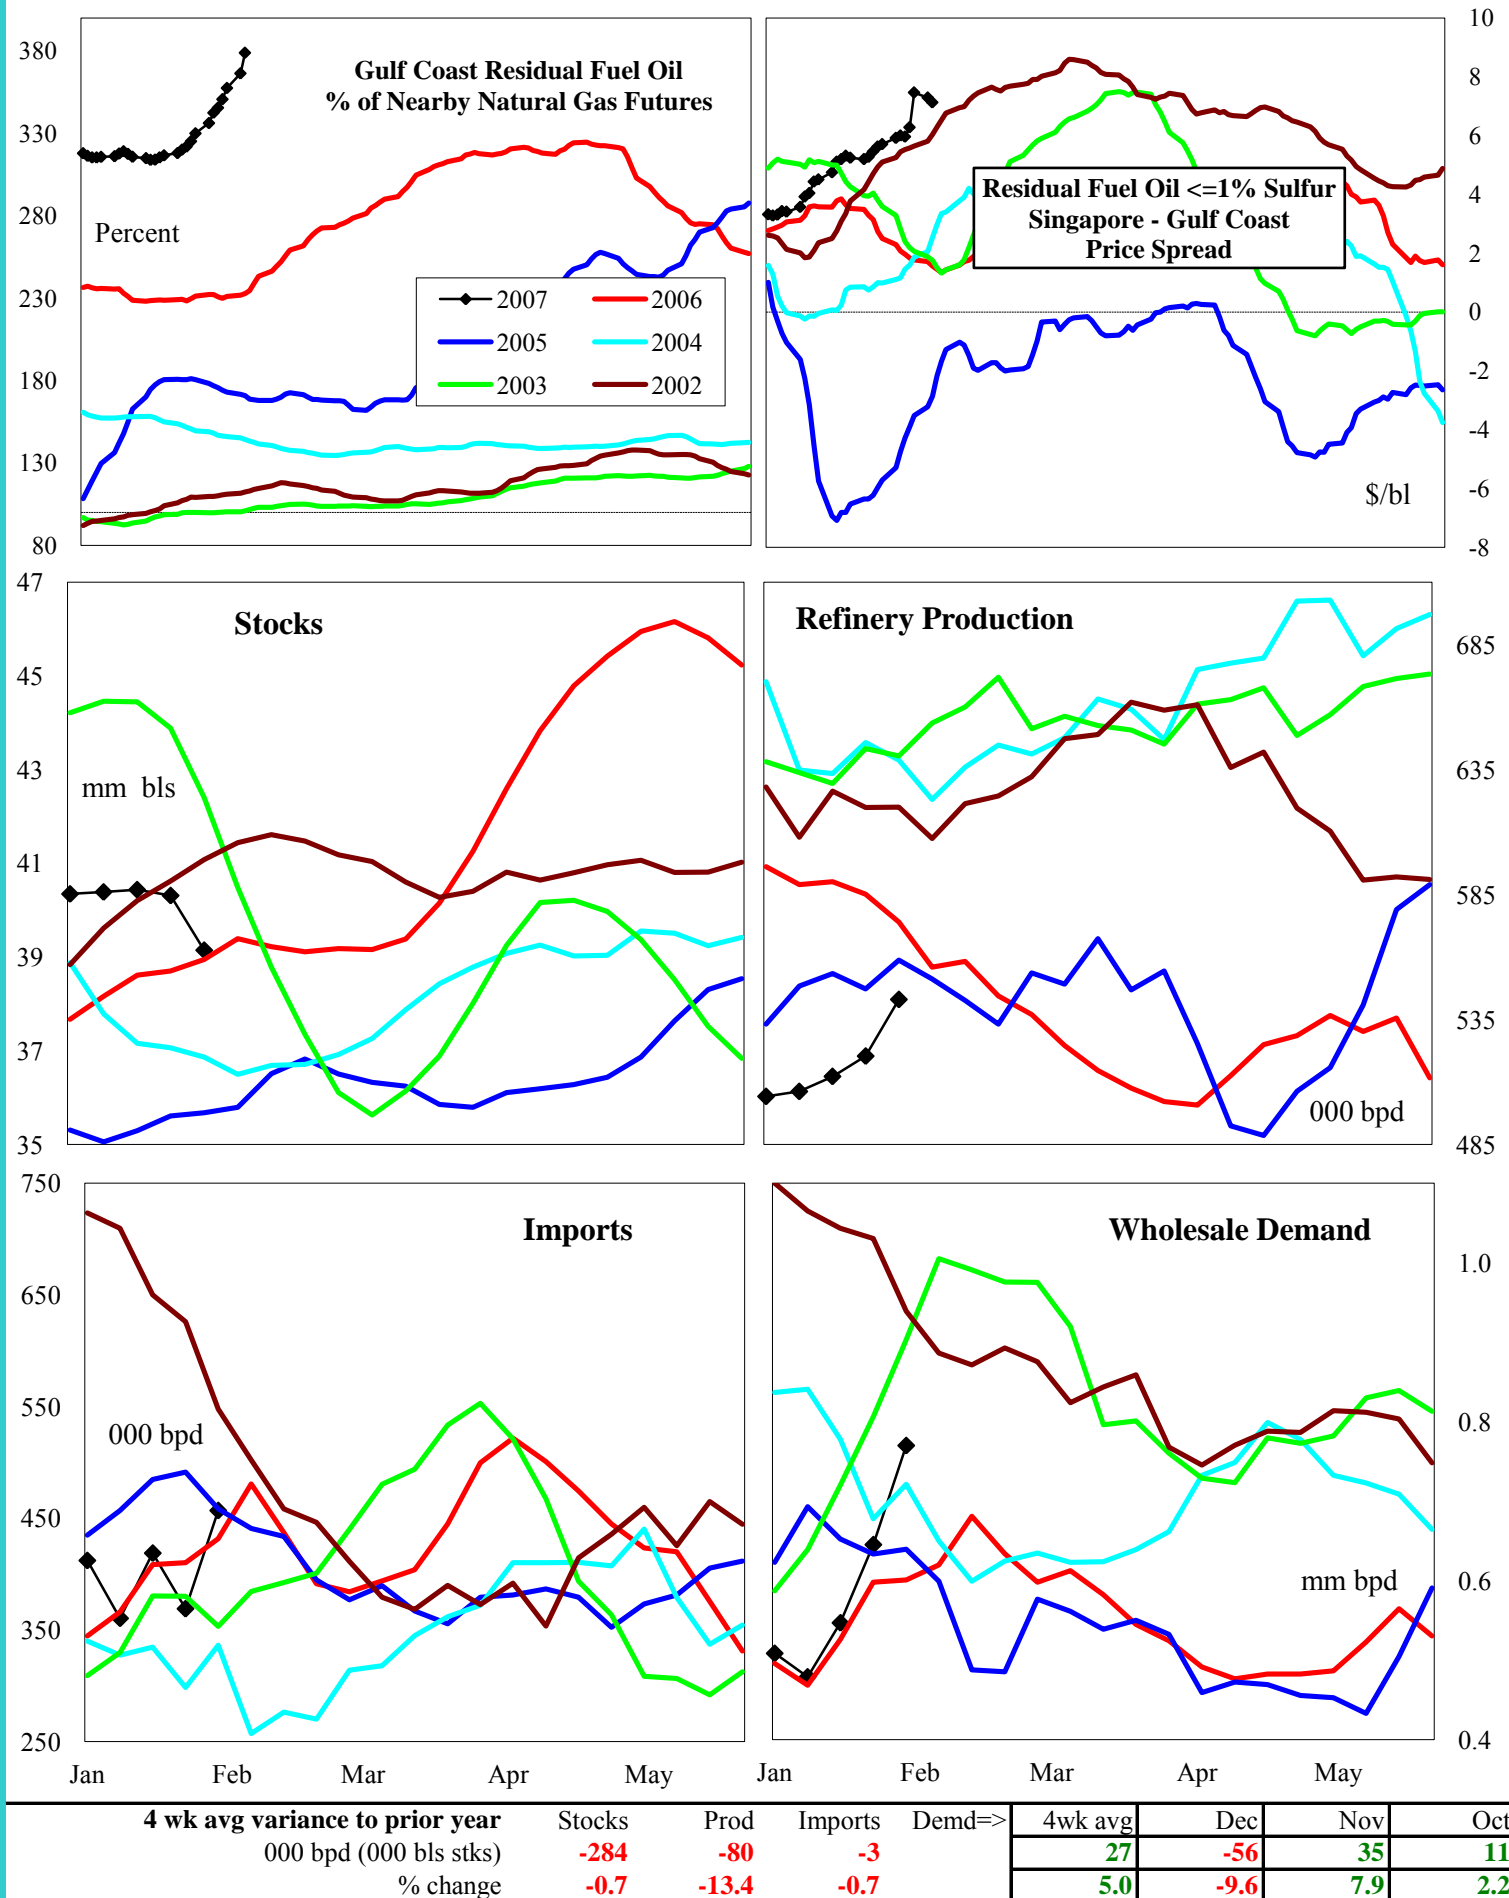 380
330
280
230
180
130
80
Gulf Coast Residual Fuel Oil
% of Nearby Natural Gas Futures
Percent
2007 2006
2005 2004
2003 2002
10
8
6
4
2
0
-2
-4
-6
-8
Residual Fuel Oil <=1% Sulfur
Singapore - Gulf Coast
Price Spread
$/bl
47
45
43
41
39
37
35
Stocks
mm bls
Refinery Production
685
635
585
535
485
000 bpd
750
650
550
450
350
250
Imports
000 bpd
Jan Feb Mar Apr May
Wholesale Demand
1.0
0.8
0.6
0.4
mm bpd
Jan Feb Mar Apr May
4 wk avg variance to prior year Stocks Prod Imports Demd=> 4wk avg Dec Nov Oct
000 bpd (000 bls stks) -284 -80 -3 27 -56 35 11
% change -0.7 -13.4 -0.7 5.0 -9.6 7.9 2.2